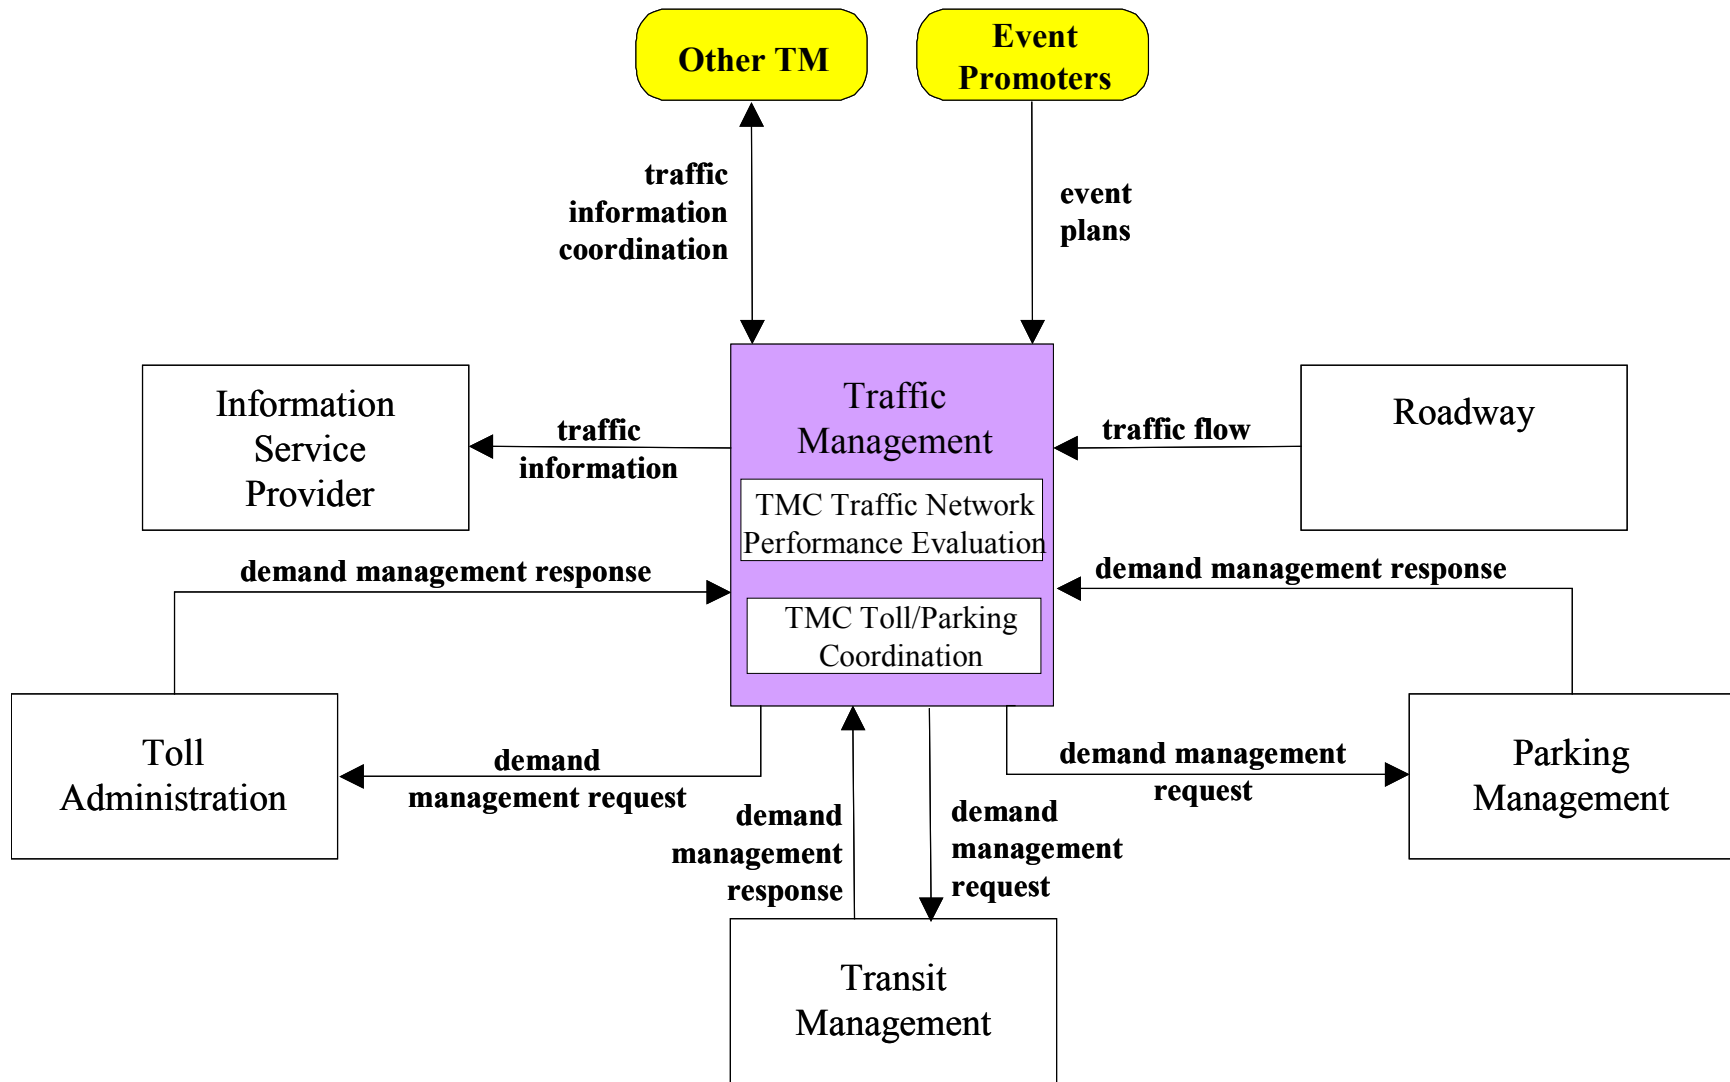 Other TM
Event
Promoters
traffic
information
coordination
event
plans
Information
Service
Provider
traffic
information
Traffic
Management
TMC Traffic Network
Performance Evaluation
TMC Toll/Parking
Coordination
traffic flow
Roadway
demand management response
demand management response
Toll
Administration
demand
management request
demand
management
response
demand
management
request
demand management
request
Parking
Management
Transit
Management